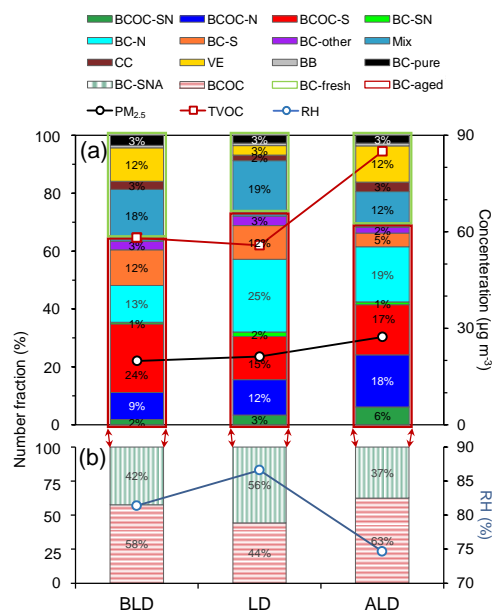 BCOC-SN BCOC-N BCOC-S BC-SN
BC-N BC-S BC-other Mix
CC VE BB BC-pure
BC-SNA BCOC BC-fresh BC-aged
PM2.5 TVOC RH
100 (a) 3% 3% 3% 90
12% 3% 12%
80 3% 2% 3%
18% 19% 12%
60 3% 3% 2% 60
12% 12% 5%
13% 25% 19%
40 1% 2% 1%
24% 15% 17% 30
20 9% 12% 18%
0 2% 3% 6% 0
Number fraction (%)
Concenteration (µg m-3)
100 (b) 90
42% 56% 37%
75 85
50 80
58% 44% 63%
25 75
0 70
RH (%)
BLD LD ALD